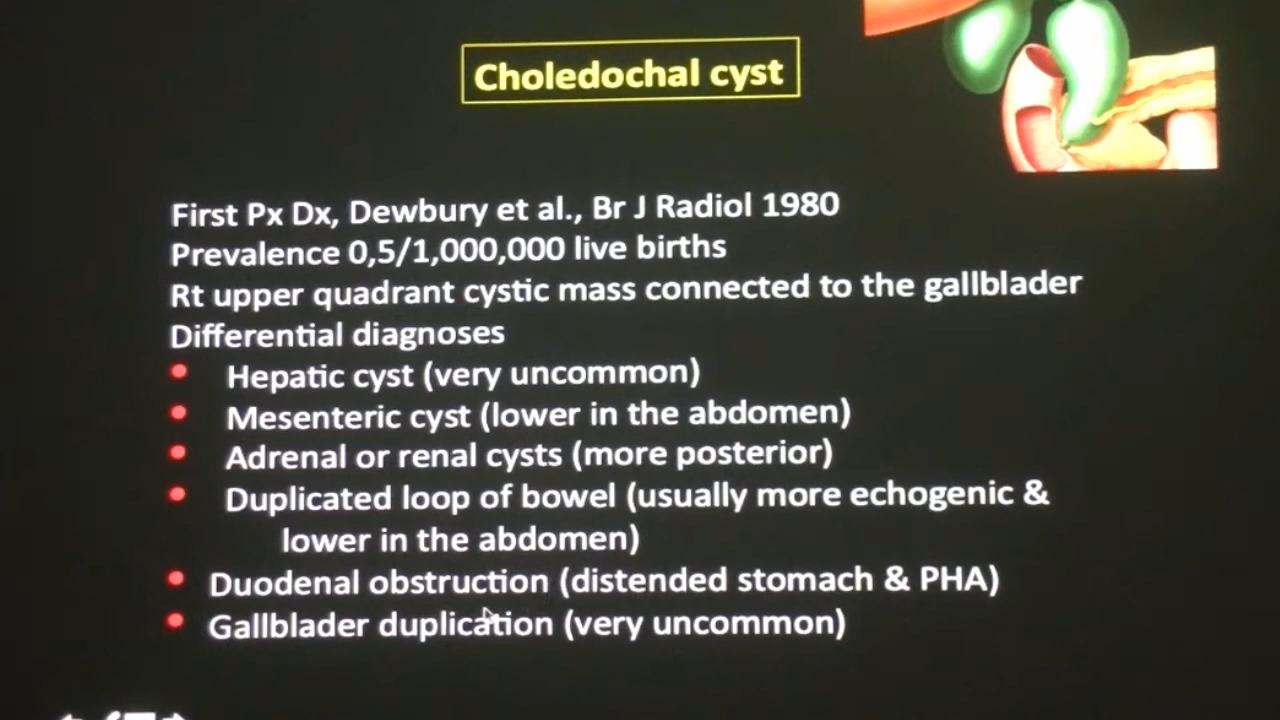 Choledochal cyst
First Px Dx, Dewbury et al., Br J Radiol 1980
Prevalence 0,5/1,000,000 live births
Rt upper quadrant cystic mass connected to the gallblader
Differential diagnoses
• Hepatic cyst (very uncommon)
• Mesenteric cyst (lower in the abdomen)
• Adrenal or renal cysts (more posterior)
• Duplicated loop of bowel (usually more echogenic &
lower in the abdomen)
• Duodenal obstruction (distended stomach & PHA)
• Gallblader duplication (very uncommon)